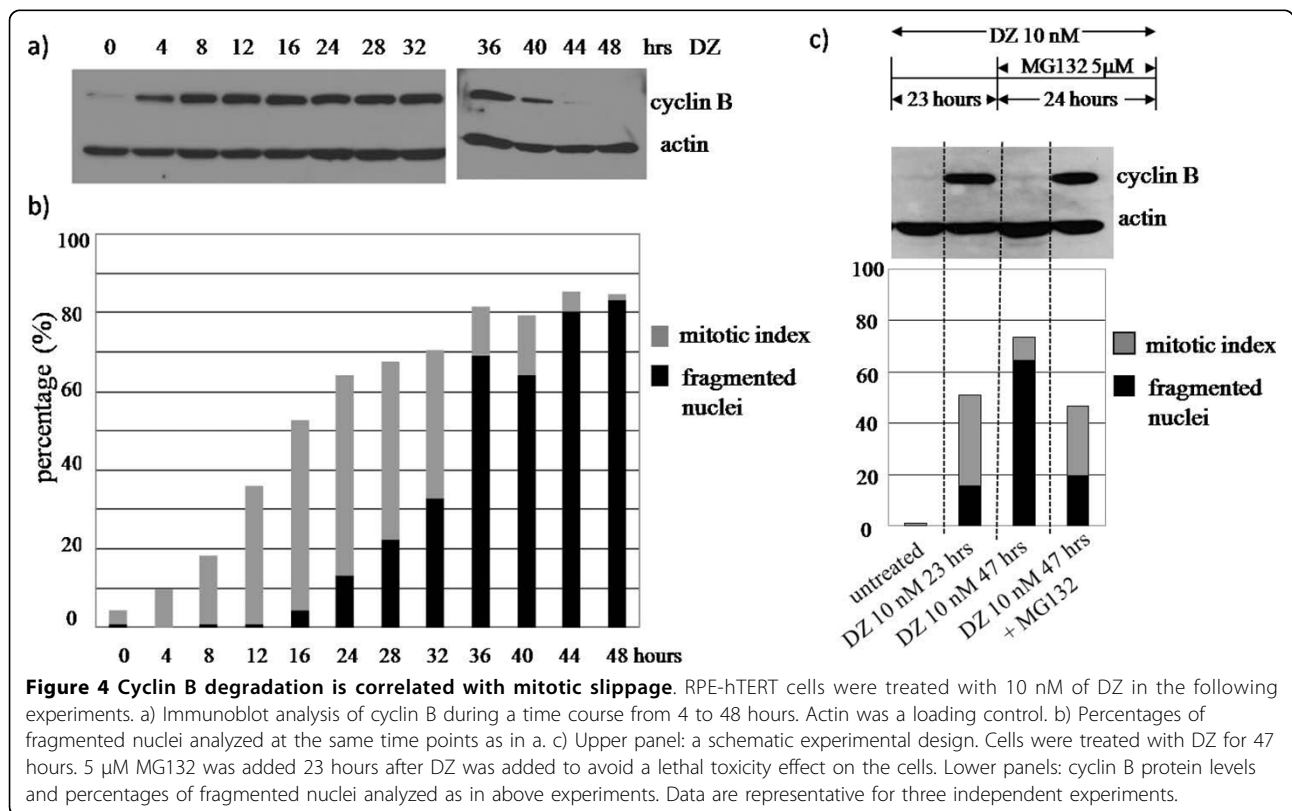 a)
0 4 8 12 16 24 28 32 36 40 44 48 hrs DZ
cyclin B
actin
b)
100
80
60
40
20
0
percentage (%)
mitotic index
fragmented
nuclei
0 4 8 12 16 24 28 32 36 40 44 48 hours
c)
DZ 10 nM
MG132 5µM
23 hours 24 hours
cyclin B
actin
100
80
60
40
20
0
mitotic index
fragmented
nuclei
untreated
DZ 10 nM 23 hrs
DZ 10 nM 47 hrs
DZ 10 nM 47 hrs
+ MG132
Figure 4 Cyclin B degradation is correlated with mitotic slippage. RPE-hTERT cells were treated with 10 nM of DZ in the following
experiments. a) Immunoblot analysis of cyclin B during a time course from 4 to 48 hours. Actin was a loading control. b) Percentages of
fragmented nuclei analyzed at the same time points as in a. c) Upper panel: a schematic experimental design. Cells were treated with DZ for 47
hours. 5 μM MG132 was added 23 hours after DZ was added to avoid a lethal toxicity effect on the cells. Lower panels: cyclin B protein levels
and percentages of fragmented nuclei analyzed as in above experiments. Data are representative for three independent experiments.